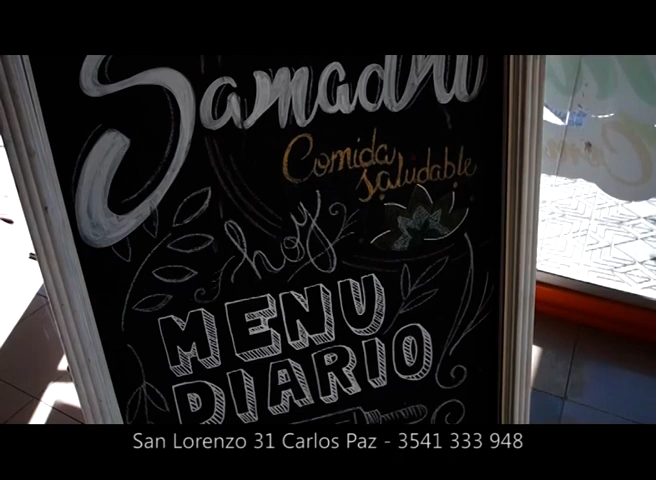 Samadhi
Comida
saludable
hoy
MENU
DIARIO
San Lorenzo 31 Carlos Paz - 3541 333 948